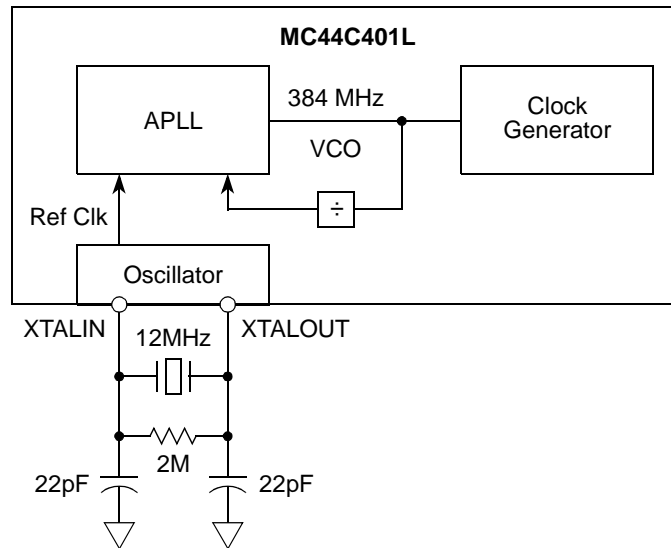 MC44C401L
APLL
384 MHz
VCO
Clock
Generator
÷
Ref Clk
Oscillator
XTALIN
12MHz
XTALOUT
2M
22pF
22pF